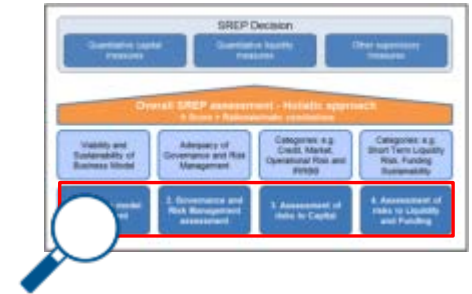 SREP Decision
Quantitative capital
measures
Quantitative liquidity
measures
Other supervisory
measures
Overall SREP assessment - Holistic approach
Viability and
Sustainability of
Business Model
Adequacy of
Governance and Risk
Management
Categories: e.g.
Credit, Market,
Operational Risk and
IRRBB
Categories: e.g.
Short Term Liquidity
Risk, Funding
Sustainability
model
2. Governance and
Risk Management
assessment
3. Assessment of
risks to Capital
4. Assessment of
risks to Liquidity
and Funding